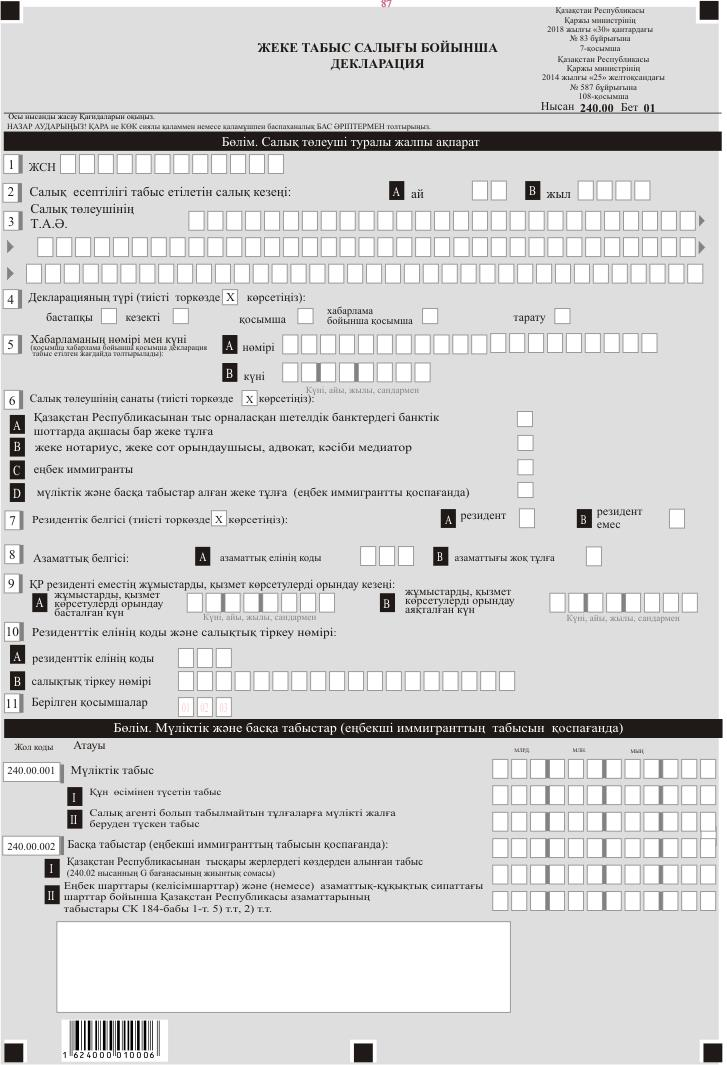 87
Қазақстан Республикасы
Қаржы министрінің
2018 жылғы «30» қаңтардағы
№ 83 бұйрығына
7-қосымша
Қазақстан Республикасы
Қаржы министрінің
2014 жылғы «25» желтоқсандағы
№ 587 бұйрығына
108-қосымша
ЖЕКЕ ТАБЫС САЛЫҒЫ БОЙЫНША
ДЕКЛАРАЦИЯ
Нысан 240.00 Бет 01
Осы нысанды жасау Қағидаларын оқыңыз.
НАЗАР АУДАРЫҢЫЗ! ҚАРА не КӨК сиялы қаламмен немесе қаламұшпен баспаханалық БАС ӘРІПТЕРМЕН толтырыңыз.
Бөлім. Салық төлеуші туралы жалпы ақпарат
1 ЖСН
2 Салық есептілігі табыс етілетін салық кезеңі: A ай B жыл
3 Салық төлеушінің
Т.А.Ә.
4 Декларацияның түрі (тиісті торкөзде X көрсетіңіз):
бастапқы кезекті қосымша хабарлама
бойынша қосымша тарату
5 Хабарламаның нөмірі мен күні A нөмірі
(қосымша хабарлама бойынша қосымша декларация
табыс етілген жағдайда толтырылады):
B күні
Күні, айы, жылы, сандармен
6 Салық төлеушінің санаты (тиісті торкөзде X көрсетіңіз):
A Қазақстан Республикасынан тыс орналасқан шетелдік банктердегі банктік
шоттарда ақшасы бар жеке тұлға
B жеке нотариус, жеке сот орындаушысы, адвокат, кәсіби медиатор
C еңбек иммигранты
D мүліктік және басқа табыстар алған жеке тұлға (еңбек иммигрантты қоспағанда)
7 Резиденттік белгісі (тиісті торкөзде X көрсетіңіз): A резидент B резидент
емес
8 Азаматтық белгісі: A азаматтық елінің коды B азаматтығы жоқ тұлға
9 ҚР резиденті еместің жұмыстарды, қызмет көрсетулерді орындау кезеңі:
A жұмыстарды, қызмет
көрсетулерді орындау
басталған күн
Күні, айы, жылы, сандармен
B жұмыстарды, қызмет
көрсетулерді орындау
аяқталған күн
Күні, айы, жылы, сандармен
10 Резиденттік елінің коды және салықтық тіркеу нөмірі:
A резиденттік елінің коды
B салықтық тіркеу нөмірі
11 Берілген қосымшалар 01 02 03
Бөлім. Мүліктік және басқа табыстар (еңбекші иммигранттың табысын қоспағанда)
Жол коды Атауы млрд. млн. мың
240.00.001 Мүліктік табыс
I Құн өсімінен түсетін табыс
II Салық агенті болып табылмайтын тұлғаларға мүлікті жалға
беруден түскен табыс
240.00.002 Басқа табыстар (еңбекші иммигранттың табысын қоспағанда):
I Қазақстан Республикасынан тысқары жерлердегі көздерден алынған табыс
(240.02 нысанның G бағанасының жиынтық сомасы)
II Еңбек шарттары (келісімшарттар) және (немесе) азаматтық-құқықтық сипаттағы
шарттар бойынша Қазақстан Республикасы азаматтарының
табыстары СК 184-бабы 1-т. 5) т.т, 2) т.т.
1 624000 010006